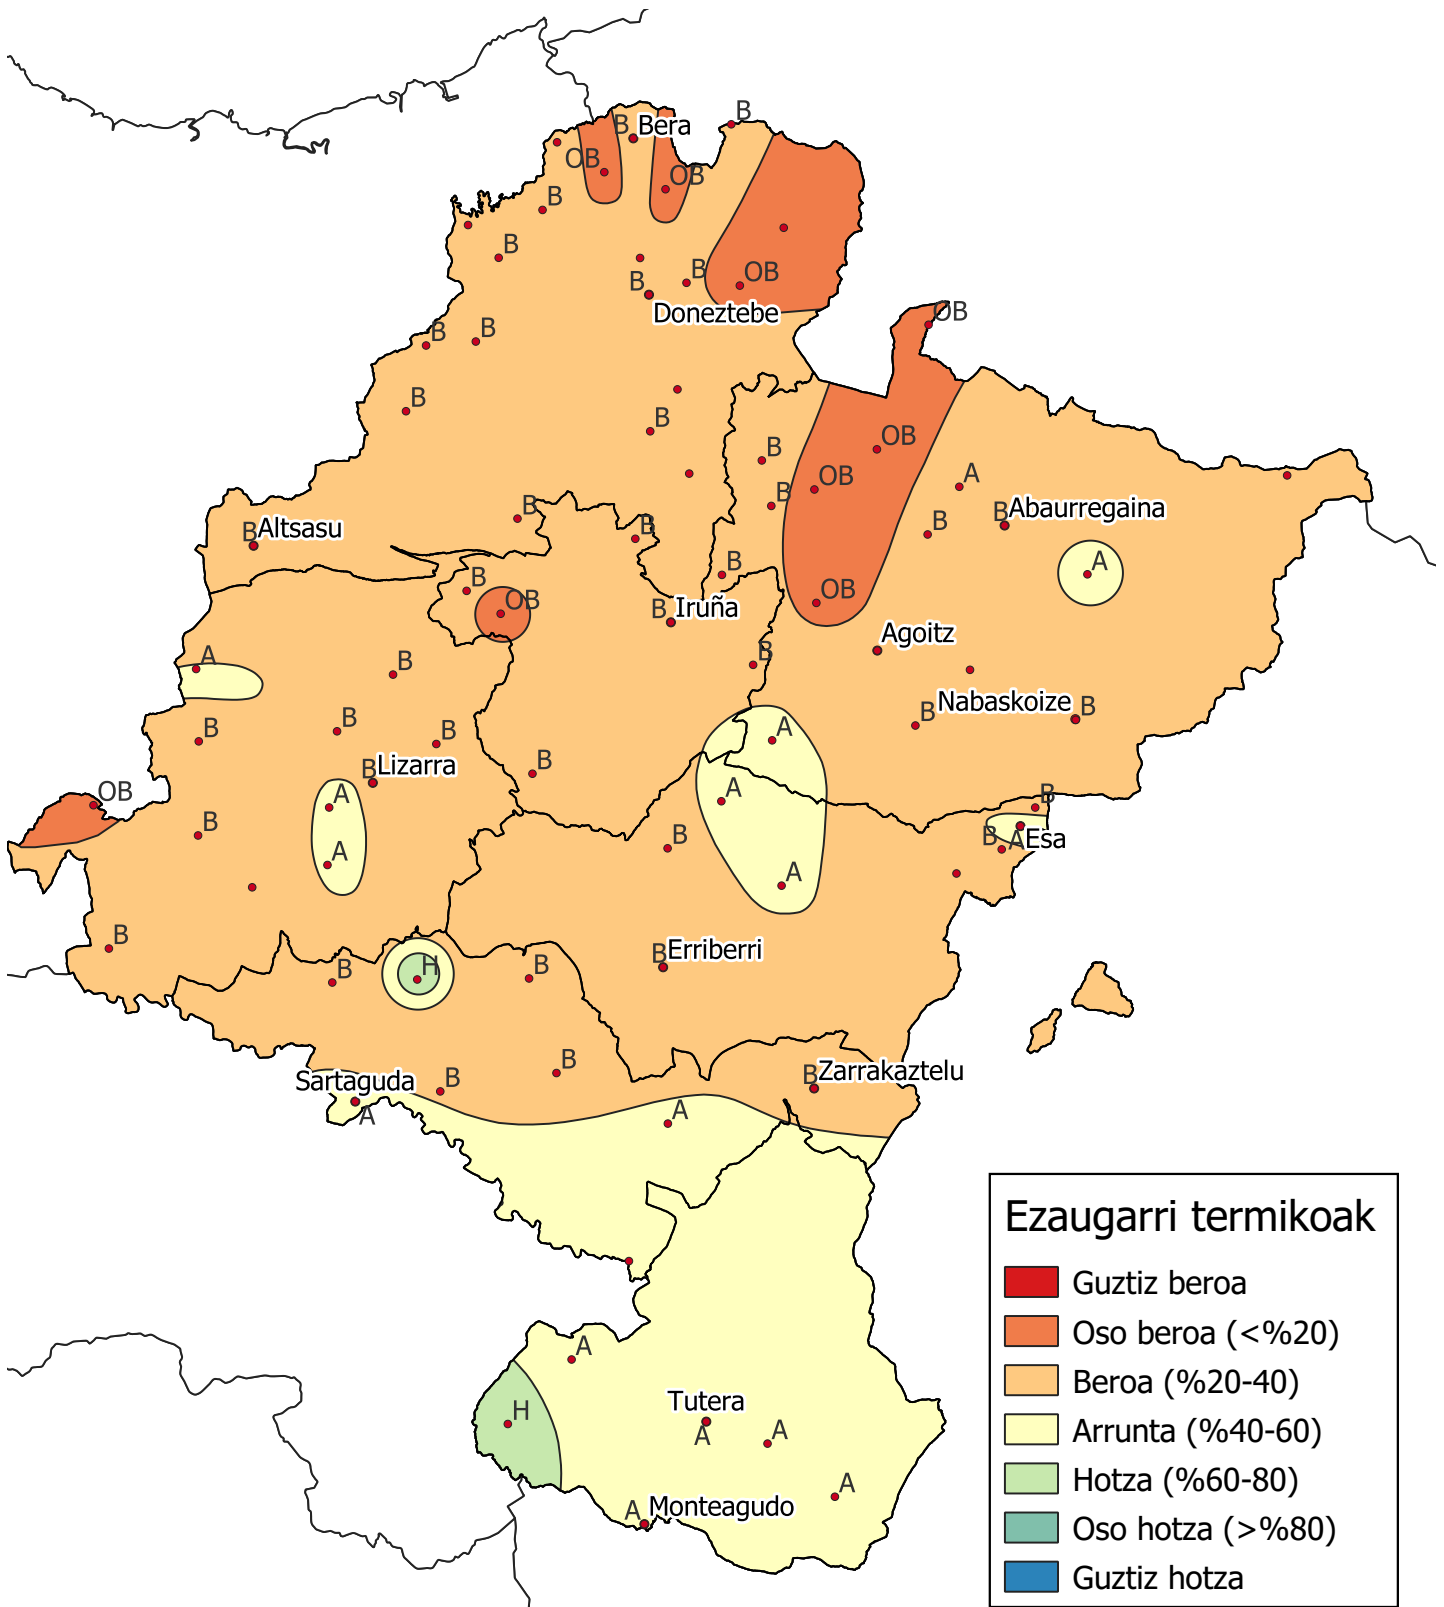 B
B Bera
OB
OB
B
B
B
OB
B
Doneztebe
OB
B
B
B
B
OB
B
OB
A
B
B Abaurregaina
B
B
B Altsasu
B
B
A
B
OB
OB
B Iruña
Agoitz
B
A
B
B
Nabaskoize
B
B
B
B
A
B Lizarra
B
OB
A
A
B
B
B
B
A Esa
A
A
B
B Erriberri
B
H
B
B
B
B Zarrakaztelu
Sartaguda
A
A
Ezaugarri termikoak
Guztiz beroa
Oso beroa (<%20)
Beroa (%20-40)
Arrunta (%40-60)
Hotza (%60-80)
Oso hotza (>%80)
Guztiz hotza
A
H
Tutera
A
A
A
A Monteagudo